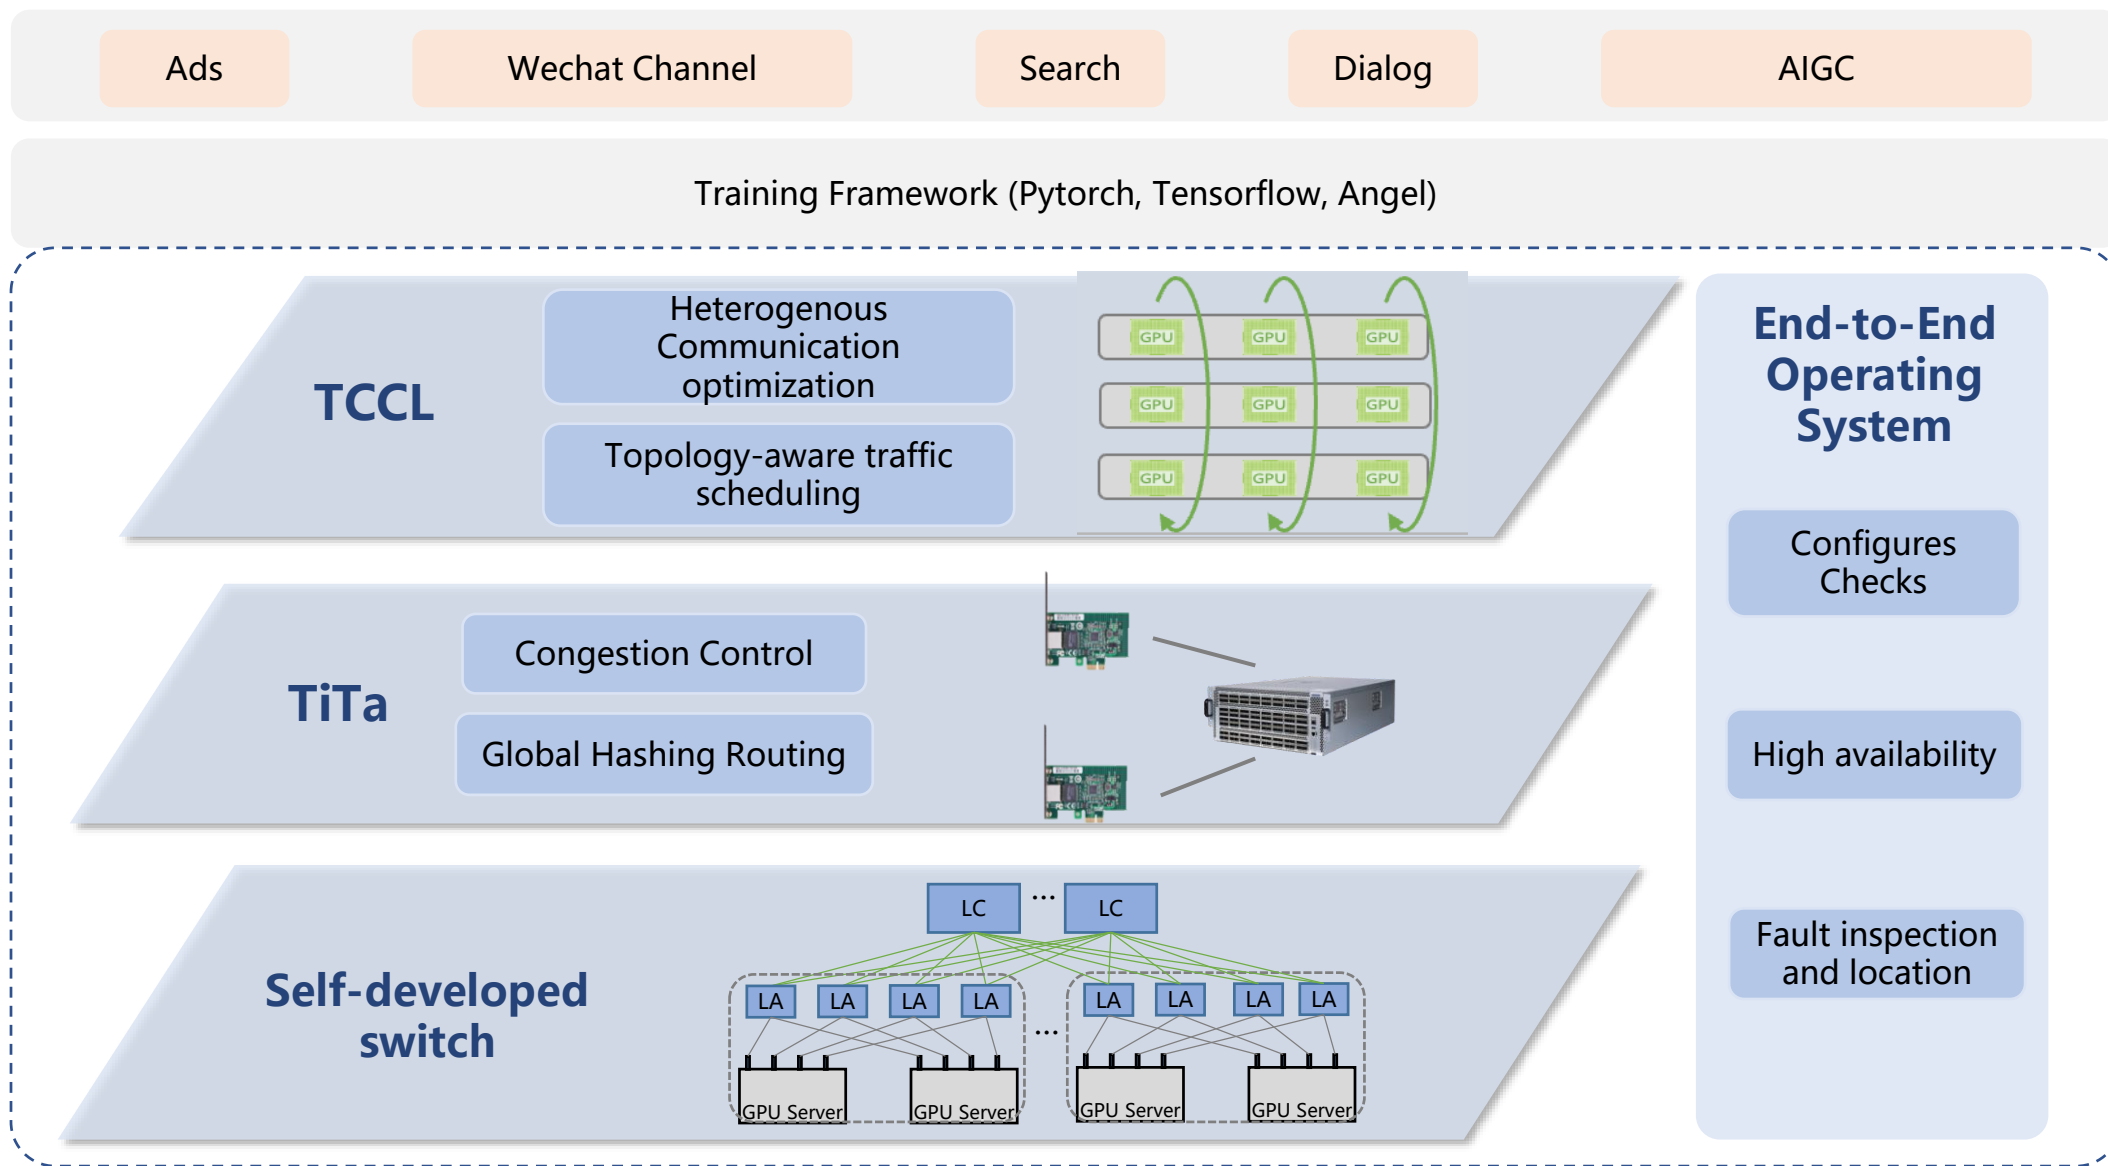 Ads
Wechat Channel
Search
Dialog
AIGC
Training Framework (Pytorch, Tensorflow, Angel)
TCCL
Heterogenous
Communication
optimization
Topology-aware traffic
scheduling
GPU GPU GPU
GPU GPU GPU
GPU GPU GPU
TiTa
Congestion Control
Global Hashing Routing
Self-developed
switch
LC ... LC
LA LA LA LA ... LA LA LA LA
GPU Server GPU Server GPU Server GPU Server
End-to-End
Operating
System
Configures
Checks
High availability
Fault inspection
and location